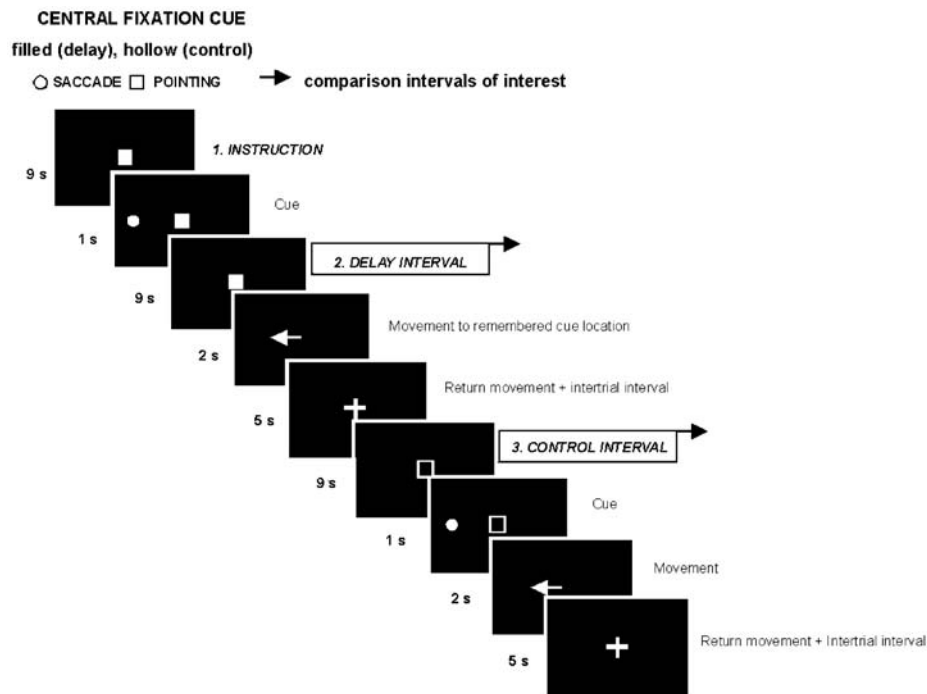 CENTRAL FIXATION CUE
filled (delay), hollow (control)
SACCADE POINTING
comparison intervals of interest
1. INSTRUCTION
9 s
Cue
1 s
2. DELAY INTERVAL
9 s
Movement to remembered cue location
2 s
Return movement + intertrial interval
5 s
3. CONTROL INTERVAL
9 s
Cue
1 s
Movement
2 s
Return movement + Intertrial interval
5 s